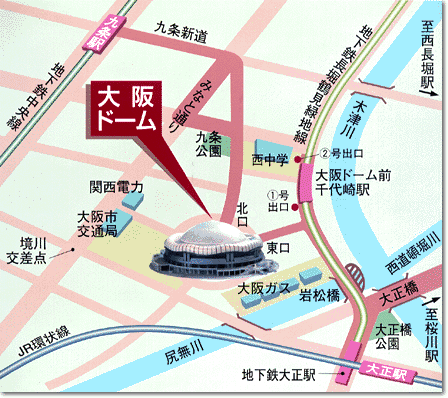 九条駅
九条新道
地下鉄中央線
みなと通り
地下鉄長堀鶴見緑地線
至西長堀駅
木津川
大阪
ドーム
九条
公園
西中学
②号出口
大阪ドーム前
千代崎駅
①号
出口
関西電力
大阪市
交通局
北口
東口
境川
交差点
大阪ガス
岩松橋
西道頓堀川
大正橋
至桜川駅
大正橋
公園
JR環状線
尻無川
地下鉄大正駅
大正駅